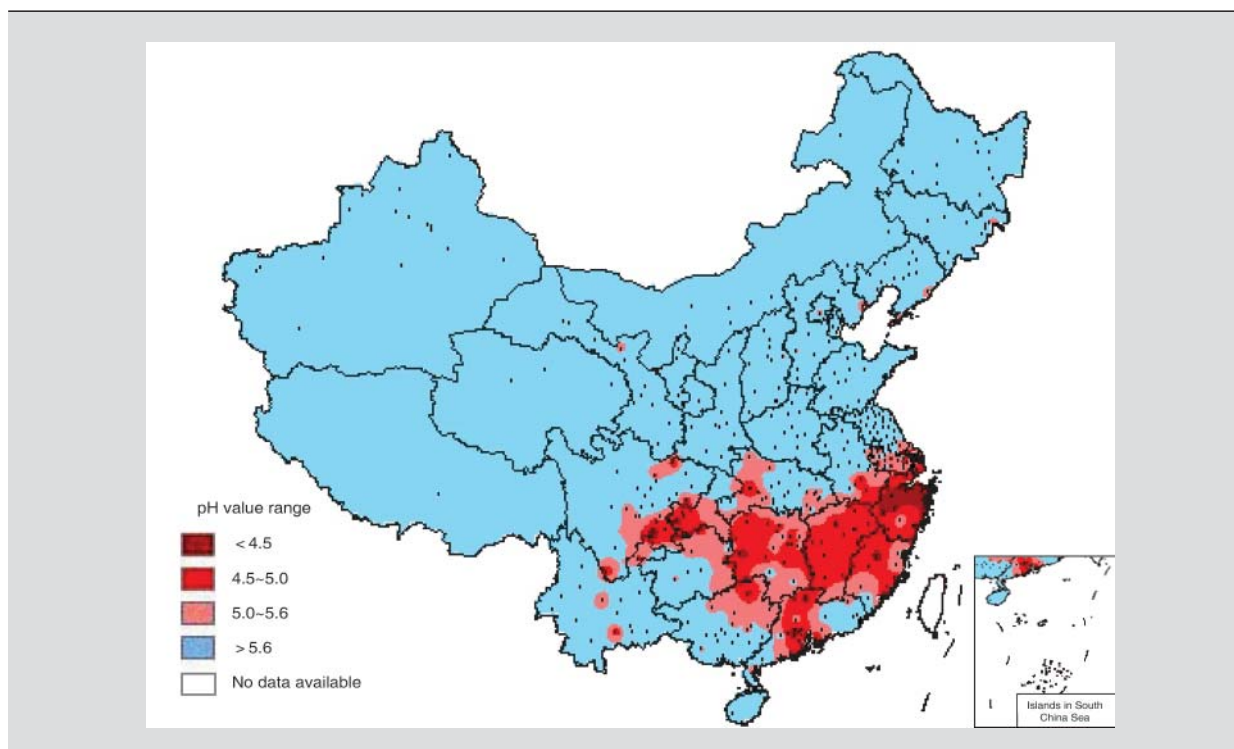 pH value range
< 4.5
4.5~5.0
5.0~5.6
> 5.6
No data available
Islands in South
China Sea